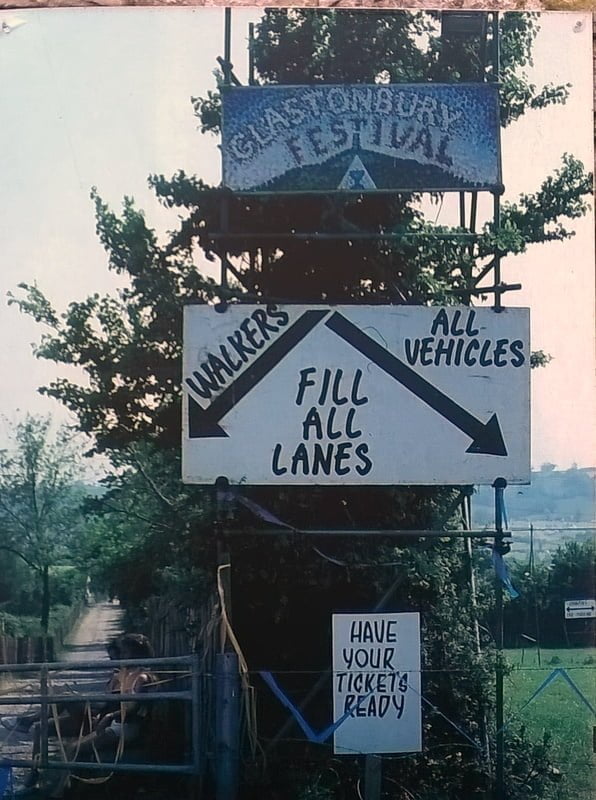 GLASTONBURY
FESTIVAL
WALKERS
ALL
VEHICLES
FILL
ALL
LANES
HAVE
YOUR
TICKETS
READY